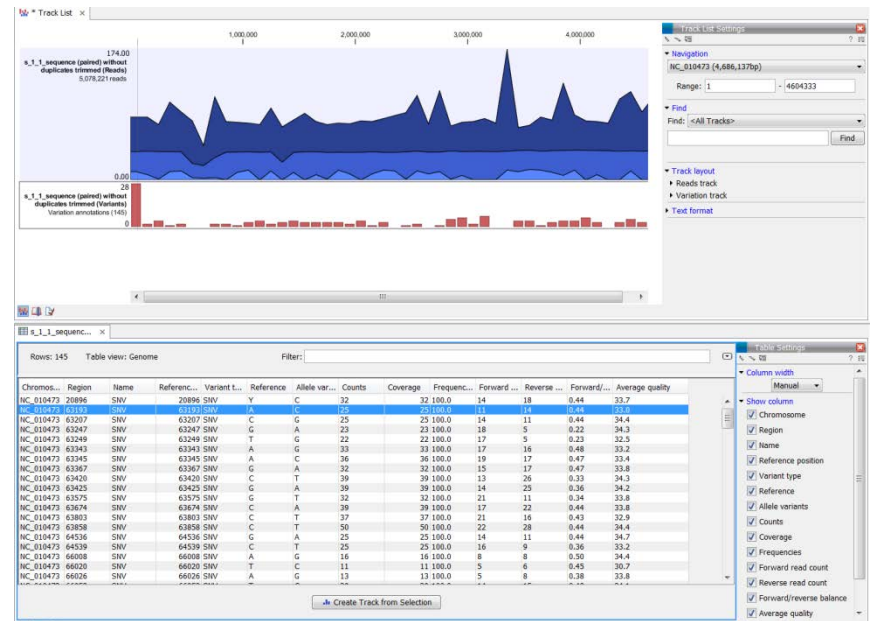 * Track List ×
1,000,000 2,000,000 3,000,000 4,000,000
174.00
s_1_1_sequence (paired) without
duplicates trimmed (Reads)
5,078,221 reads
0.00
28
s_1_1_sequence (paired) without
duplicates trimmed (Variants)
Variation annotations (145)
0
Track List Settings
Navigation
NC_010473 (4,686,137bp)
Range: 1 - 4604333
Find
Find: <All Tracks>
Find
Track layout
Reads track
Variation track
Text format
s_1_1_sequenc... ×
Rows: 145 Table view: Genome Filter:
Chromos... Region Name Referenc... Variant t... Reference Allele var... Counts Coverage Frequenc... Forward ... Reverse ... Forward/... Average quality
NC_010473 20896 SNV 20896 SNV Y C 32 32 100.0 14 18 0.44 33.7
NC_010473 63193 SNV 63193 SNV A C 25 25 100.0 11 14 0.44 33.0
NC_010473 63207 SNV 63207 SNV C G 25 25 100.0 14 11 0.44 34.4
NC_010473 63247 SNV 63247 SNV G A 23 23 100.0 18 5 0.22 34.3
NC_010473 63249 SNV 63249 SNV T G 22 22 100.0 17 5 0.23 32.5
NC_010473 63343 SNV 63343 SNV A G 33 33 100.0 17 16 0.48 33.2
NC_010473 63345 SNV 63345 SNV A C 36 36 100.0 19 17 0.47 33.4
NC_010473 63367 SNV 63367 SNV G A 32 32 100.0 15 17 0.47 33.8
NC_010473 63420 SNV 63420 SNV C T 39 39 100.0 13 26 0.33 34.3
NC_010473 63425 SNV 63425 SNV G A 39 39 100.0 14 25 0.36 34.2
NC_010473 63575 SNV 63575 SNV G T 32 32 100.0 21 11 0.34 33.8
NC_010473 63674 SNV 63674 SNV C A 39 39 100.0 17 22 0.44 33.8
NC_010473 63803 SNV 63803 SNV C T 37 37 100.0 21 16 0.43 32.9
NC_010473 63858 SNV 63858 SNV C T 50 50 100.0 22 28 0.44 34.4
NC_010473 64536 SNV 64536 SNV G A 25 25 100.0 14 11 0.44 34.7
NC_010473 64539 SNV 64539 SNV C T 25 25 100.0 16 9 0.36 33.2
NC_010473 66008 SNV 66008 SNV A G 16 16 100.0 8 8 0.50 34.4
NC_010473 66020 SNV 66020 SNV T C 11 11 100.0 5 6 0.45 30.7
NC_010473 66026 SNV 66026 SNV A G 13 13 100.0 5 8 0.38 33.8
Create Track from Selection
Table Settings
Column width
Manual
Show column
Chromosome
Region
Name
Reference position
Variant type
Reference
Allele variants
Counts
Coverage
Frequencies
Forward read count
Reverse read count
Forward/reverse balance
Average quality